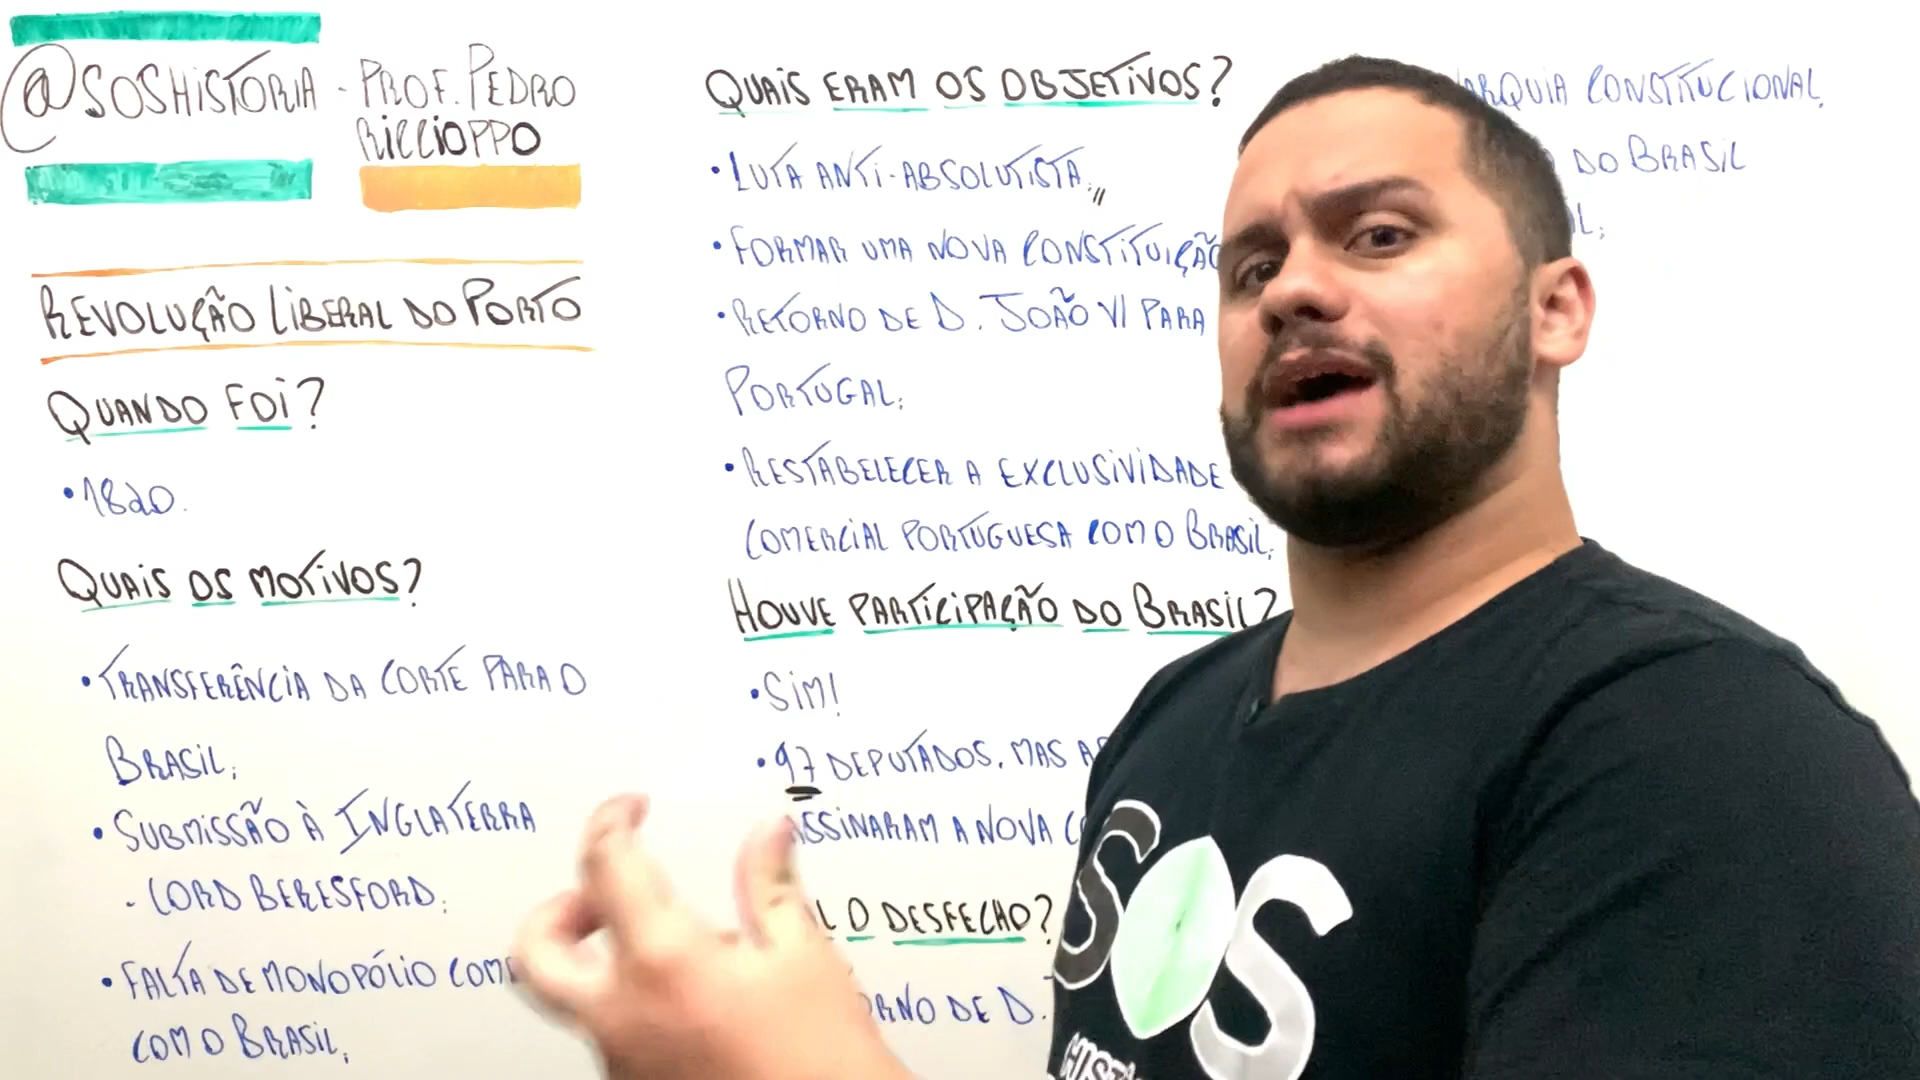 @SOSHISTORIA - PROF. PEDRO
RICCIOPPO
REVOLUÇÃO LIBERAL DO PORTO
QUANDO FOI?
• 1820.
QUAIS OS MOTIVOS?
• TRANSFERÊNCIA DA CORTE PARA O
BRASIL;
• SUBMISSÃO À INGLATERRA
- LORD BERESFORD;
• FALTA DE MONOPÓLIO
COM O BRASIL;
QUAIS ERAM OS OBJETIVOS?
• LUTA ANTI-ABSOLUTISTA;
• FORMAR UMA NOVA CONSTITUIÇÃO
• RETORNO DE D. JOÃO VI PARA
PORTUGAL;
• RESTABELECER A EXCLUSIVIDADE
COMERCIAL PORTUGUESA COM O BRASIL;
HOUVE PARTICIPAÇÃO DO BRASIL?
• SIM!
• 97 DEPUTADOS, MAS
ASSINARAM A NOVA
O DESFECHO?
DE D.
CONSTITUCIONAL
DO BRASIL
SOS